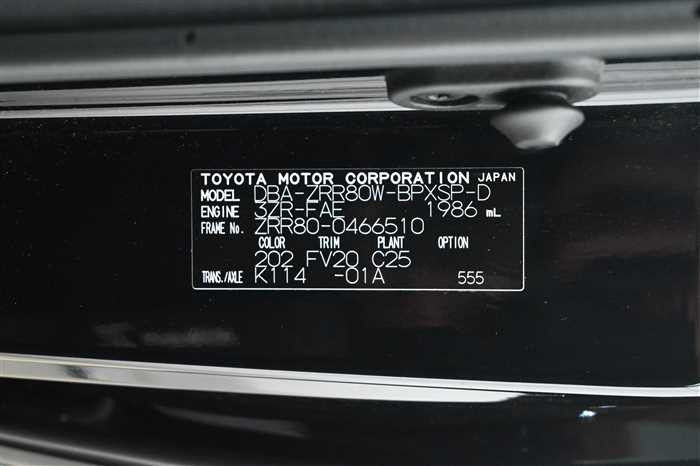 TOYOTA MOTOR CORPORATION JAPAN
MODEL DBA-ZRR80W-BPXSP-D
ENGINE 3ZR-FAE 1986 mL
FRAME No. ZRR80-0466510
COLOR TRIM PLANT OPTION
202 FV20 C25
TRANS./AXLE K114 -01A 555